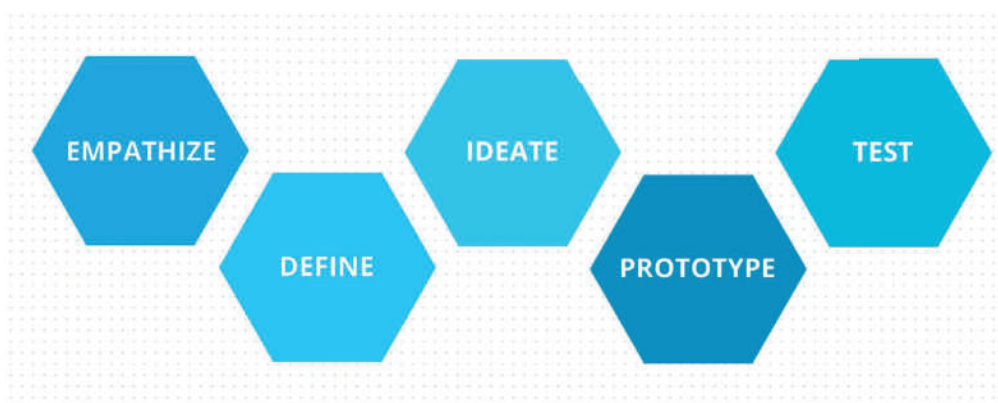 EMPATHIZE
DEFINE
IDEATE
PROTOTYPE
TEST